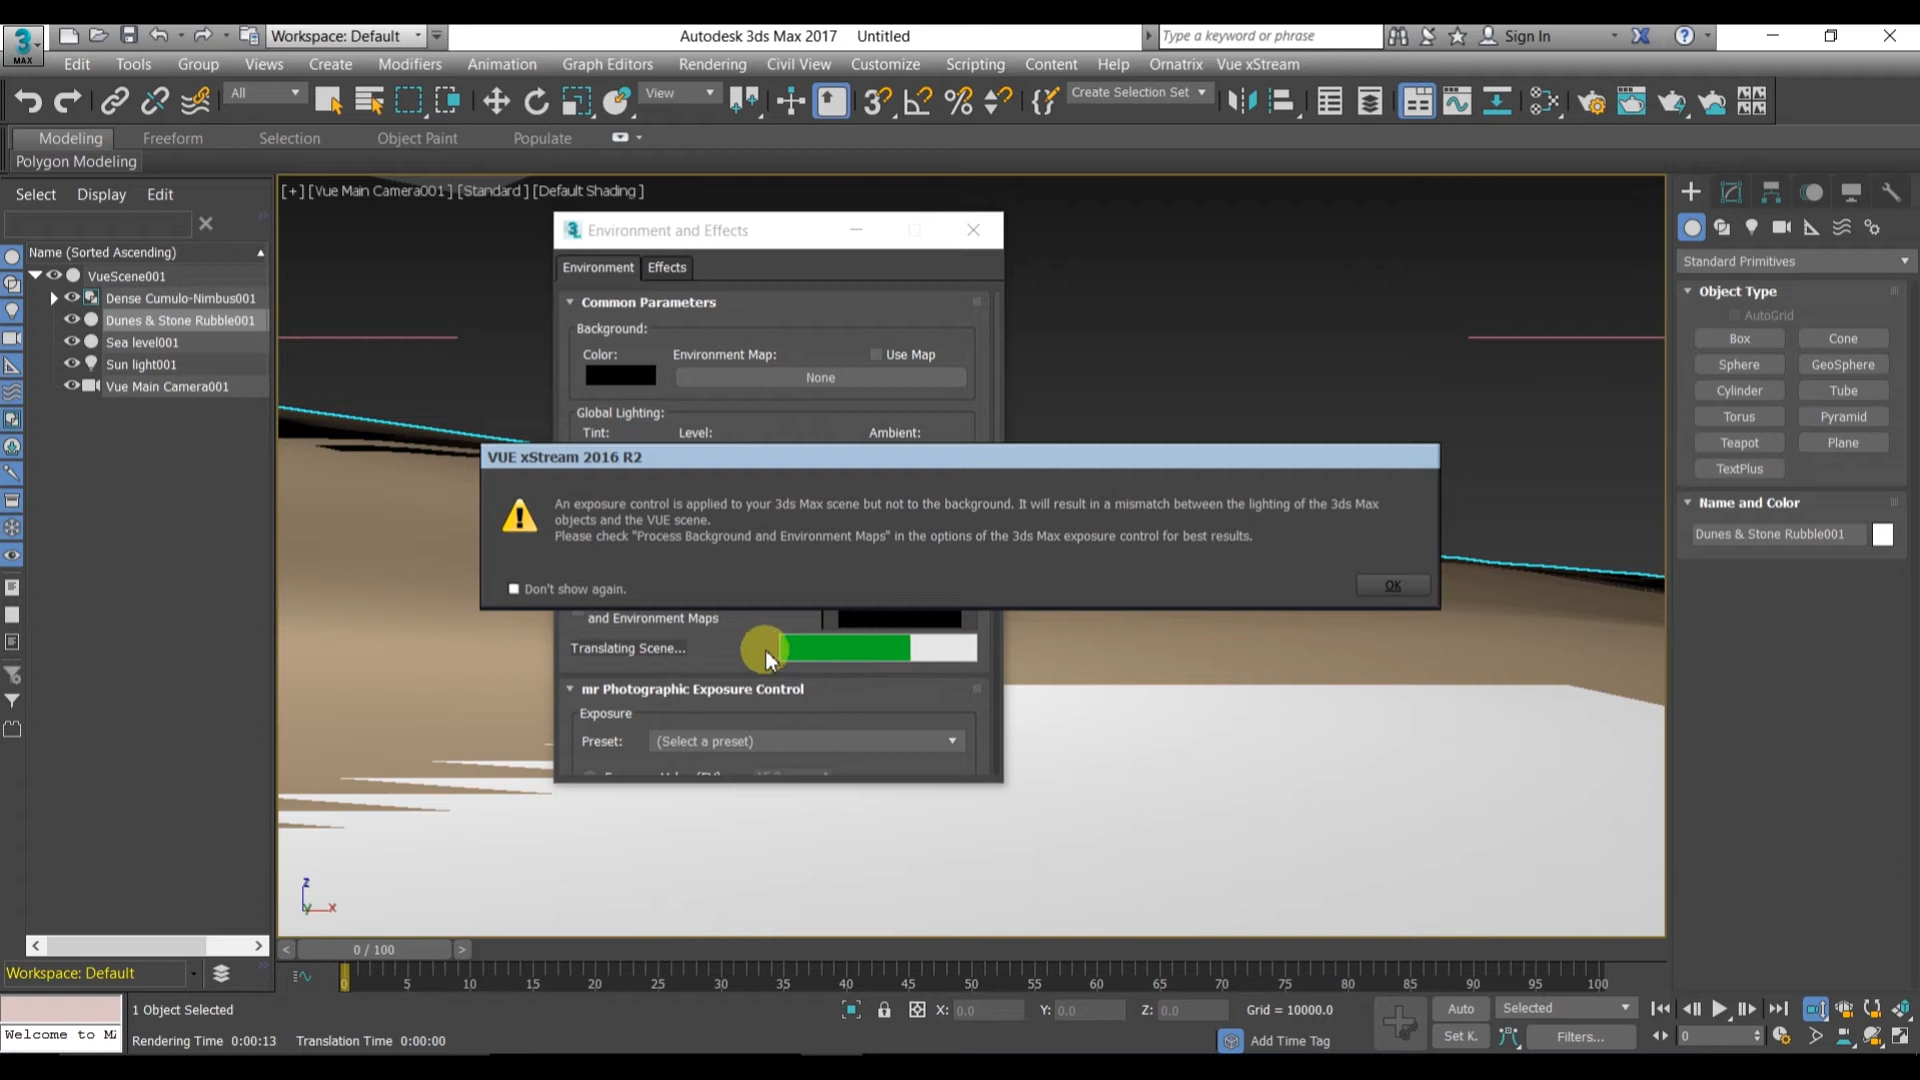 3
MAX
Workspace: Default
Autodesk 3ds Max 2017 Untitled
Type a keyword or phrase
Sign In
Edit Tools Group Views Create Modifiers Animation Graph Editors Rendering Civil View Customize Scripting Content Help Ornatrix Vue xStream
All
View
Create Selection Set
Modeling Freeform Selection Object Paint Populate
Polygon Modeling
Select Display Edit
Name (Sorted Ascending)
VueScene001
Dense Cumulo-Nimbus001
Dunes & Stone Rubble001
Sea level001
Sun light001
Vue Main Camera001
[+] [Vue Main Camera001 ] [Standard ] [Default Shading ]
3 Environment and Effects
Environment Effects
Common Parameters
Background:
Color: Environment Map: Use Map
None
Global Lighting:
Tint: Level: Ambient:
VUE xStream 2016 R2
An exposure control is applied to your 3ds Max scene but not to the background. It will result in a mismatch between the lighting of the 3ds Max
objects and the VUE scene.
Please check "Process Background and Environment Maps" in the options of the 3ds Max exposure control for best results.
Don't show again.
OK
and Environment Maps
Translating Scene...
mr Photographic Exposure Control
Exposure
Preset: (Select a preset)
Standard Primitives
Object Type
AutoGrid
Box Cone
Sphere GeoSphere
Cylinder Tube
Torus Pyramid
Teapot Plane
TextPlus
Name and Color
Dunes & Stone Rubble001
z
y x
< 0 / 100 >
Workspace: Default
0 5 10 15 20 25 30 35 40 45 50 55 60 65 70 75 80 85 90 95 100
1 Object Selected
X: 0.0 Y: 0.0 Z: 0.0 Grid = 10000.0
Auto Selected
Welcome to
Rendering Time 0:00:13 Translation Time 0:00:00
Add Time Tag
Set K. Filters...
0